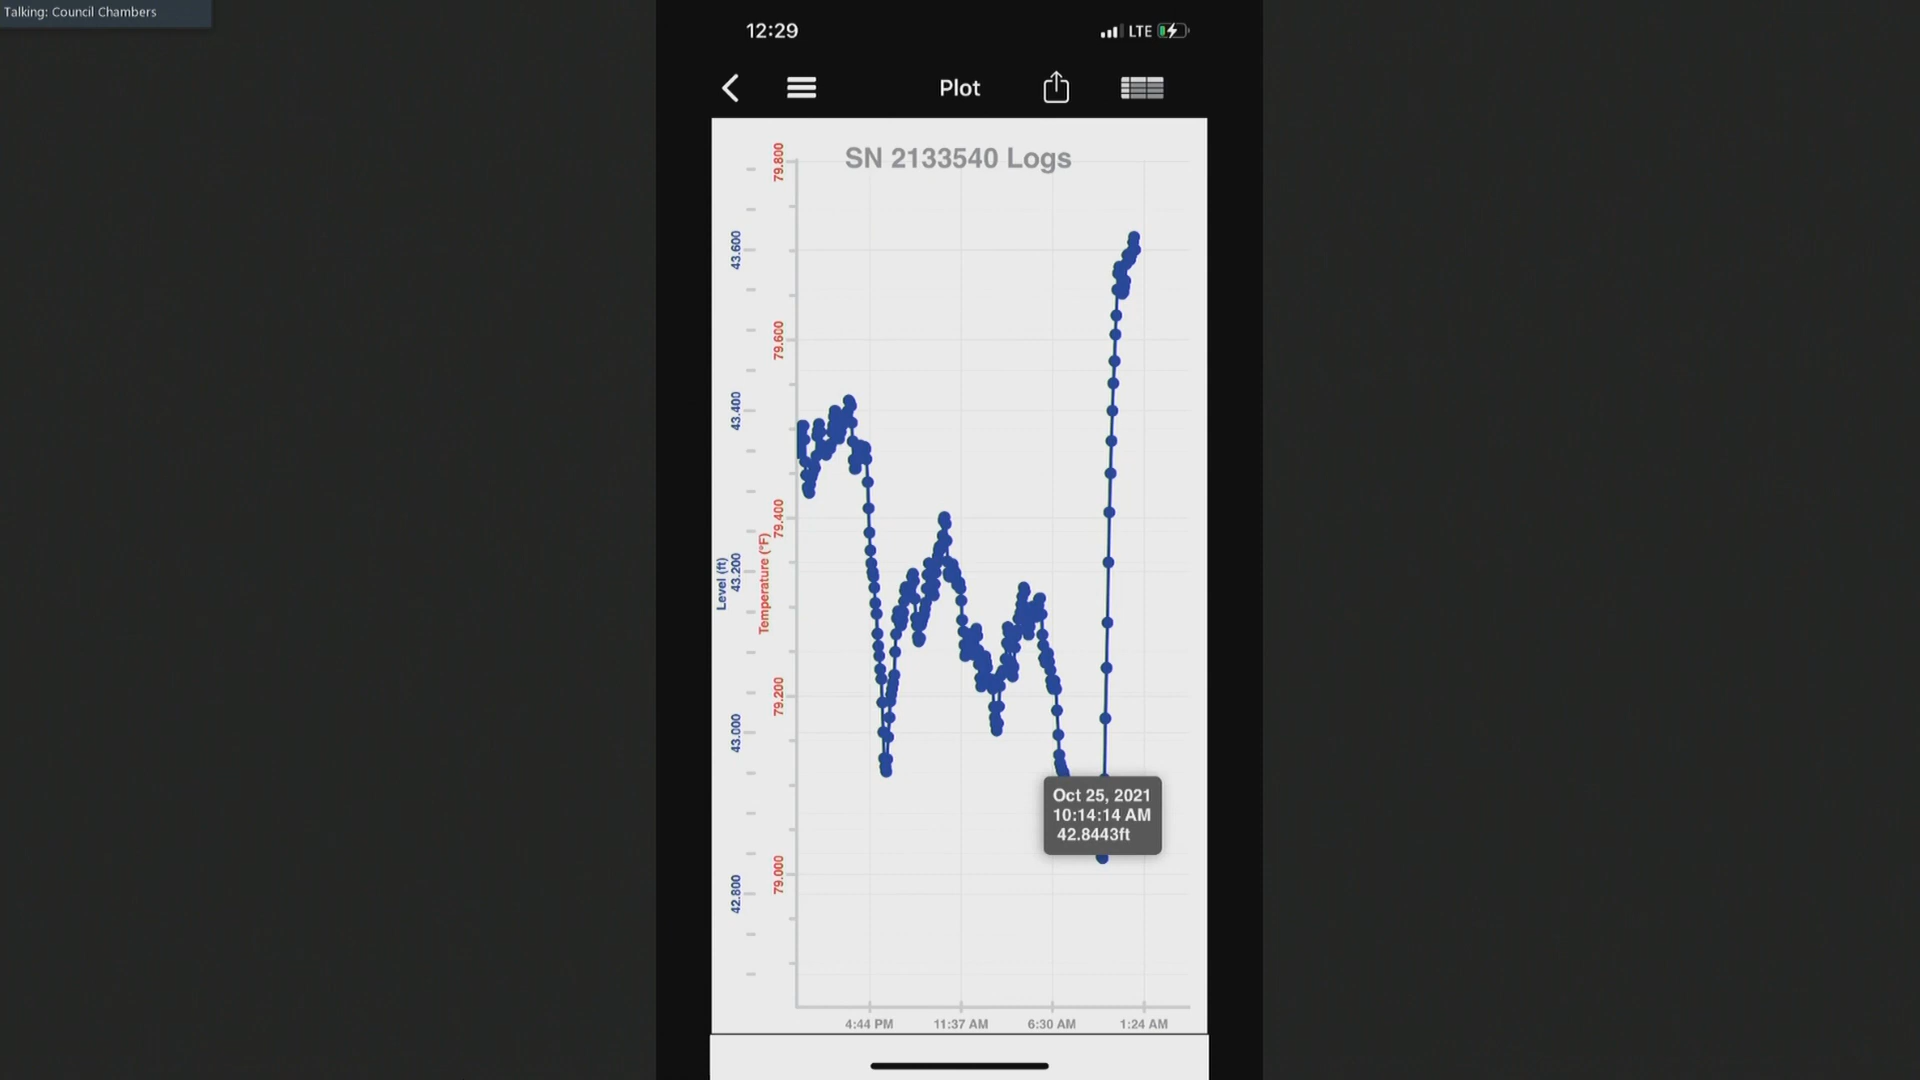 Talking: Council Chambers
12:29
LTE
Plot
SN 2133540 Logs
79.800
43.600
79.600
43.400
79.400
Level (ft)
43.200
Temperature (°F)
79.200
43.000
Oct 25, 2021
10:14:14 AM
42.8443ft
79.000
42.800
4:44 PM
11:37 AM
6:30 AM
1:24 AM